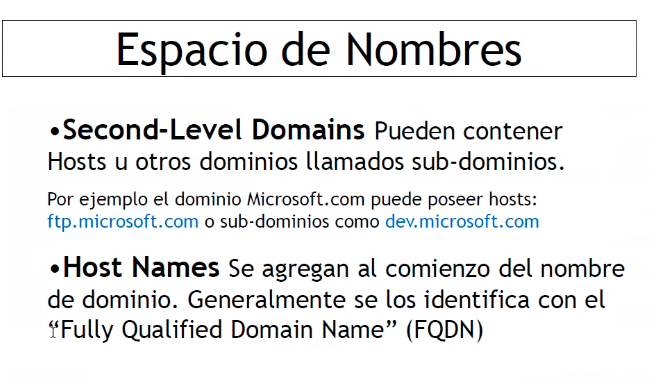 Espacio de Nombres
•Second-Level Domains Pueden contener
Hosts u otros dominios llamados sub-dominios.
Por ejemplo el dominio Microsoft.com puede poseer hosts:
ftp.microsoft.com o sub-dominios como dev.microsoft.com
•Host Names Se agregan al comienzo del nombre
de dominio. Generalmente se los identifica con el
“Fully Qualified Domain Name” (FQDN)